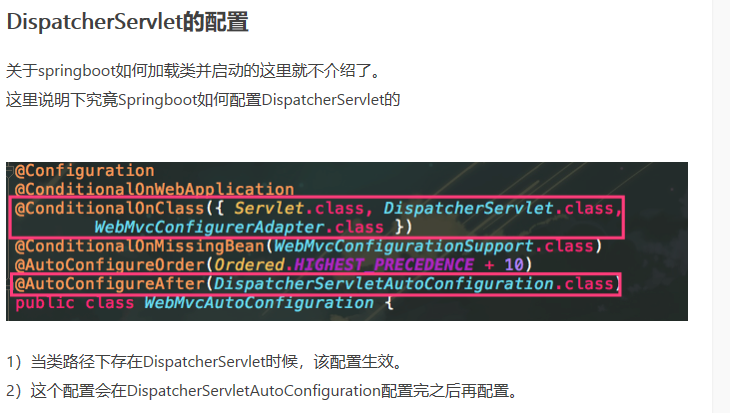 DispatcherServlet的配置
关于springboot如何加载类并启动的这里就不介绍了。
这里说明下究竟Springboot如何配置DispatcherServlet的
@Configuration
@ConditionalOnWebApplication
@ConditionalOnClass({ Servlet.class, DispatcherServlet.class,
WebMvcConfigurerAdapter.class })
@ConditionalOnMissingBean(WebMvcConfigurationSupport.class)
@AutoConfigureOrder(Ordered.HIGHEST_PRECEDENCE + 10)
@AutoConfigureAfter(DispatcherServletAutoConfiguration.class)
public class WebMvcAutoConfiguration {
1）当类路径下存在DispatcherServlet时候，该配置生效。
2）这个配置会在DispatcherServletAutoConfiguration配置完之后再配置。